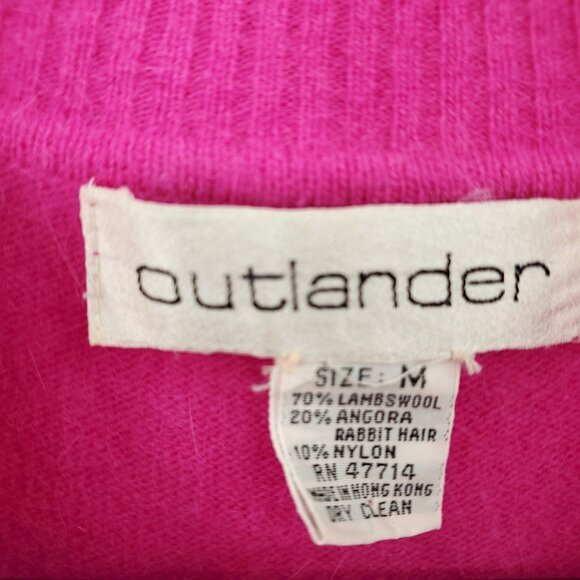 outlander
SIZE: M
70% LAMBSWOOL
20% ANGORA
RABBIT HAIR
10% NYLON
RN 47714
MADE IN HONG KONG
DRY CLEAN